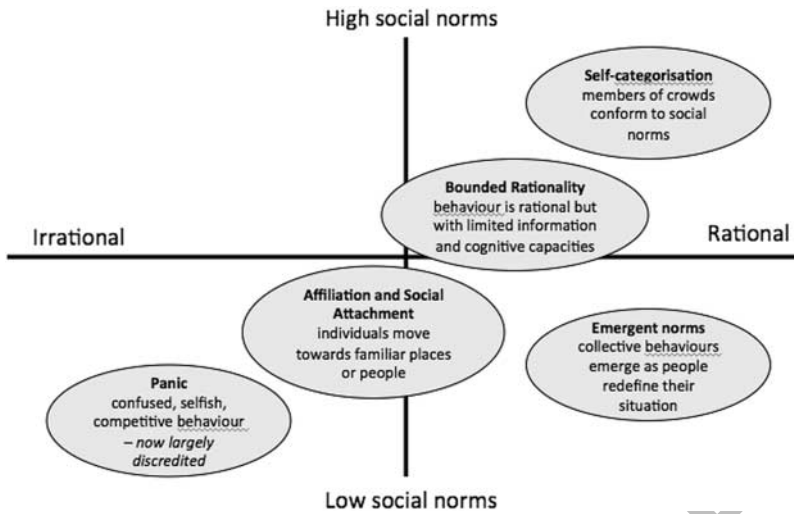 High social norms
Self-categorisation
members of crowds
conform to social
norms
Bounded Rationality
behaviour is rational but
with limited information
and cognitive capacities
Irrational
Rational
Affiliation and Social
Attachment
individuals move
towards familiar places
or people
Emergent norms
collective behaviours
emerge as people
redefine their
situation
Panic
confused, selfish,
competitive behaviour
– now largely
discredited
Low social norms